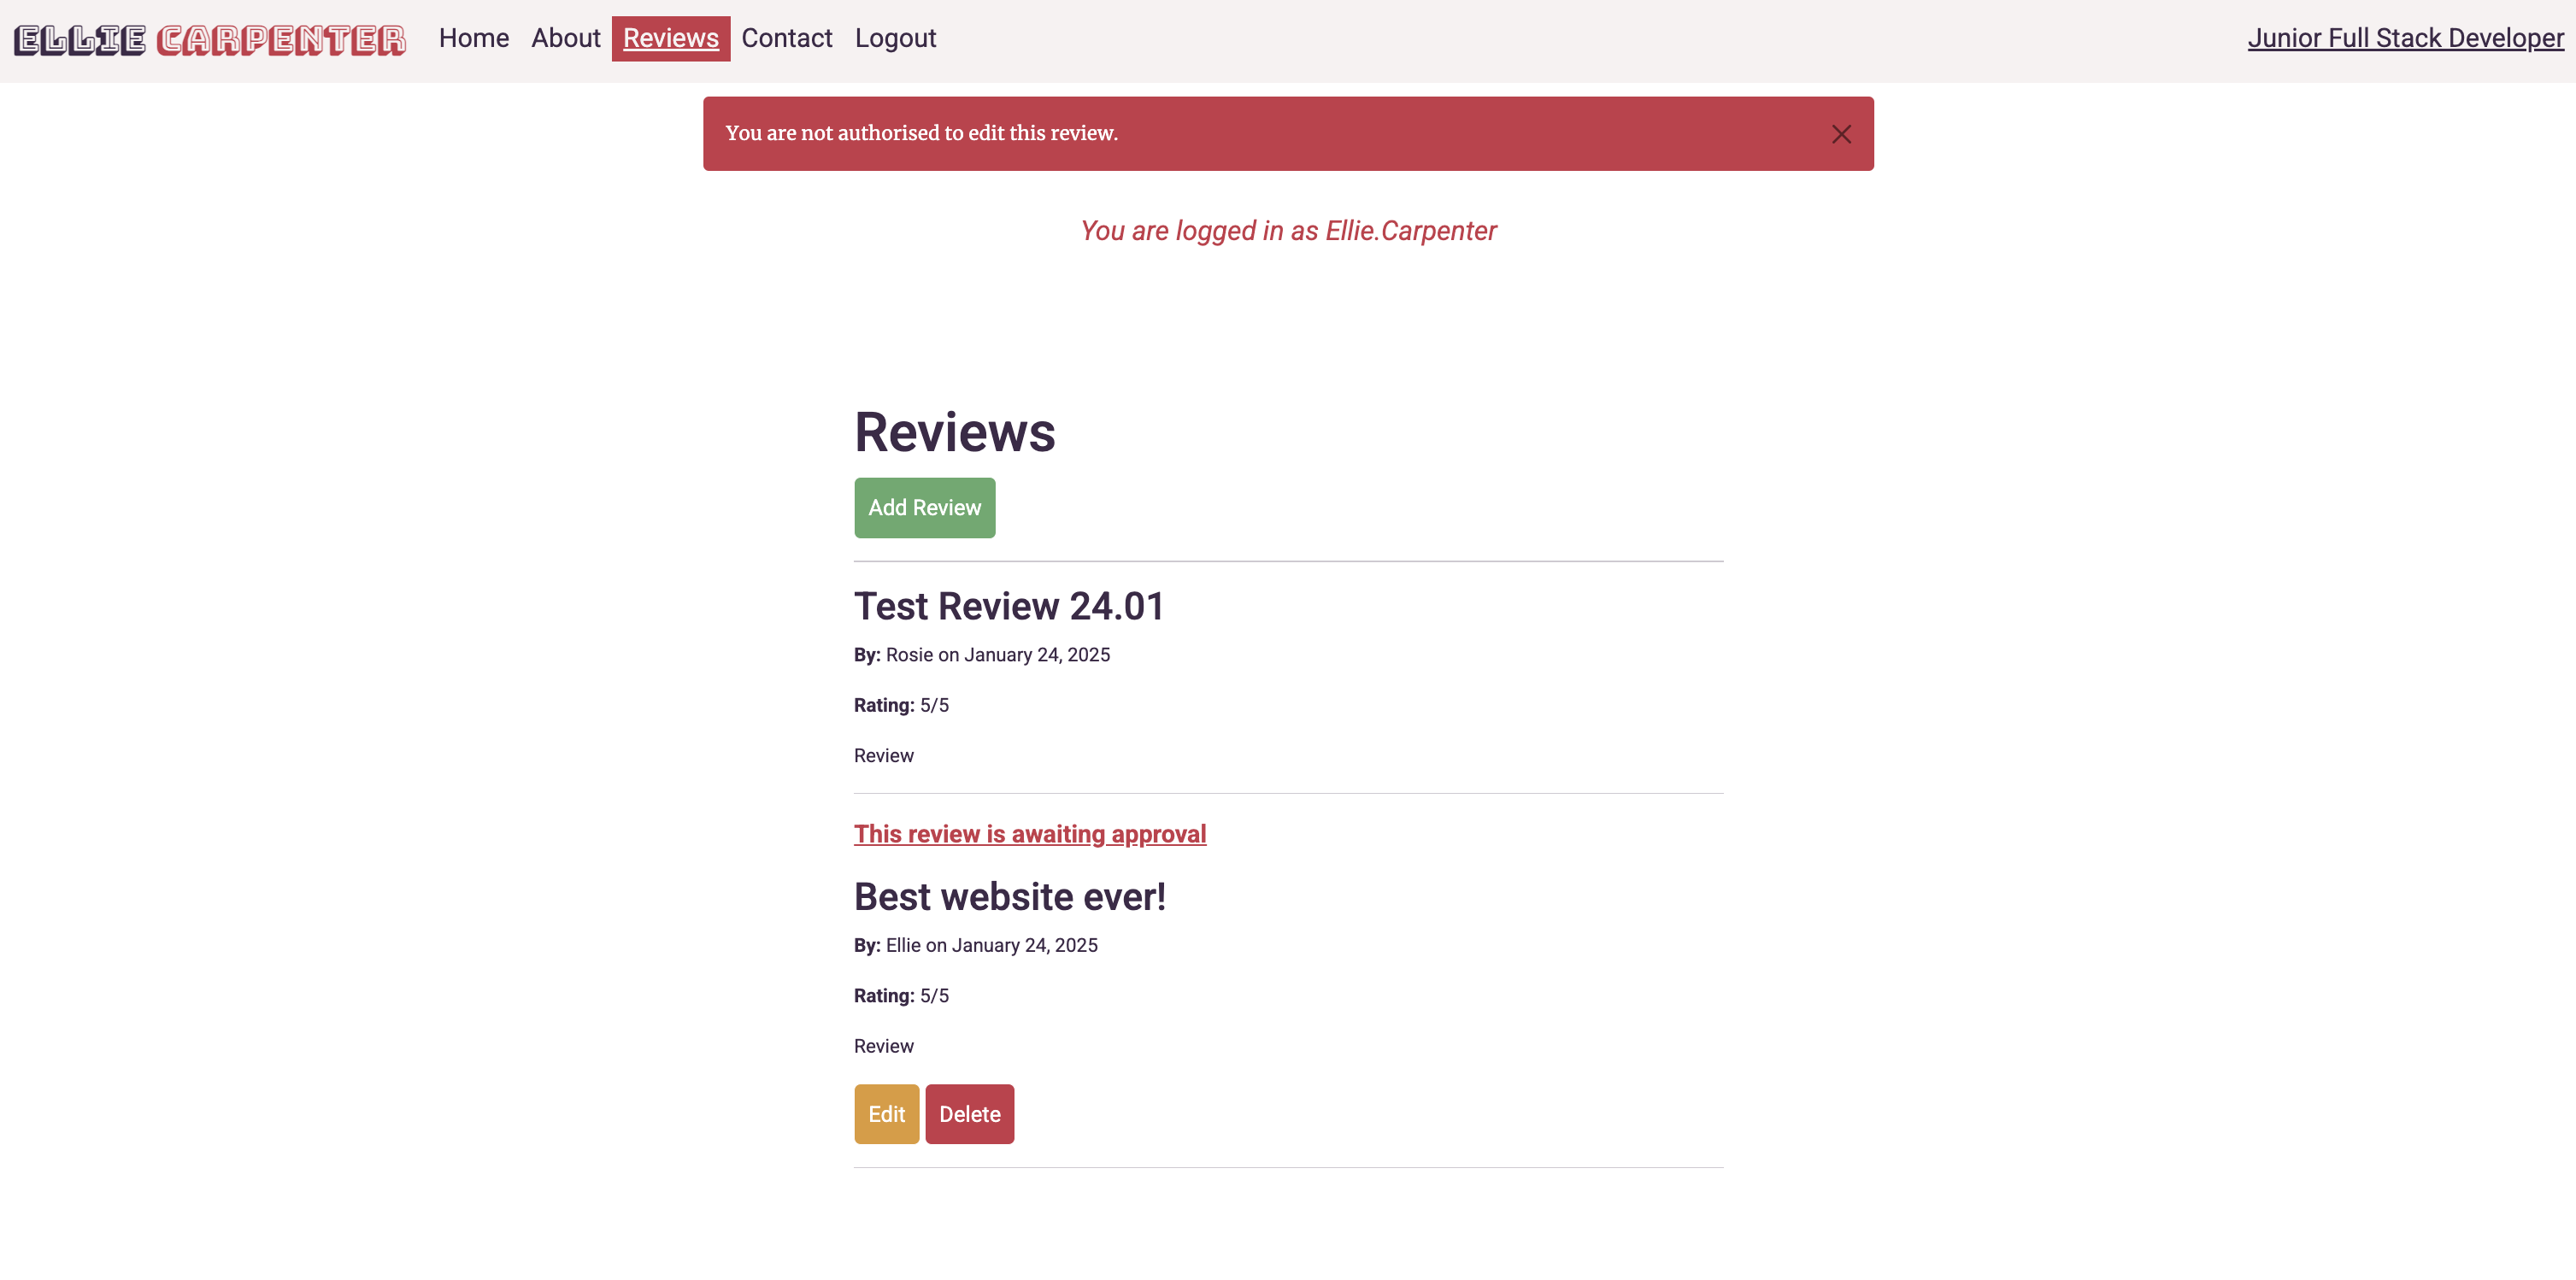 ELLIE CARPENTER Home About Reviews Contact Logout Junior Full Stack Developer
You are not authorised to edit this review.
You are logged in as Ellie.Carpenter
Reviews
Add Review
Test Review 24.01
By: Rosie on January 24, 2025
Rating: 5/5
Review
This review is awaiting approval
Best website ever!
By: Ellie on January 24, 2025
Rating: 5/5
Review
Edit Delete